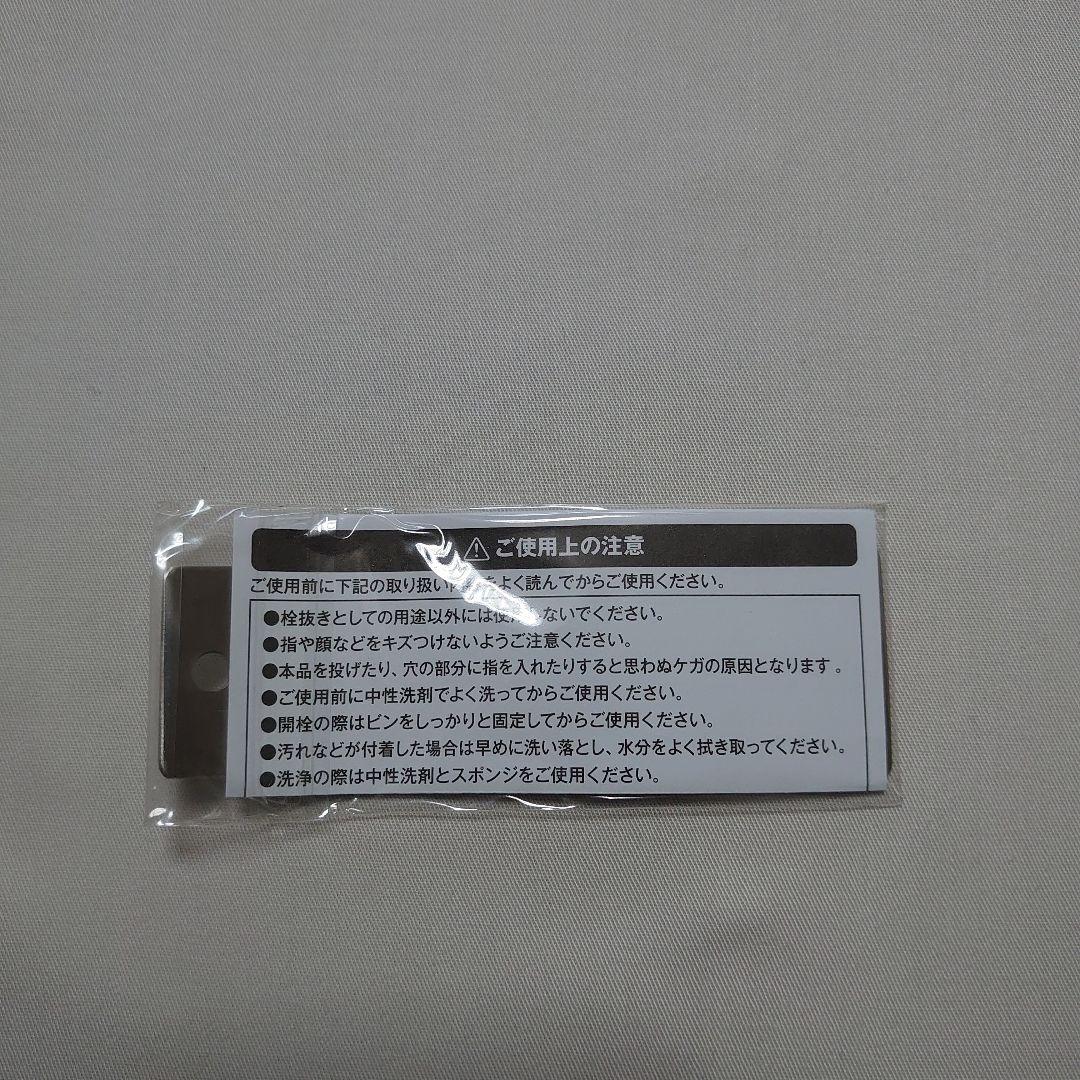 ⚠ご使用上の注意
ご使用前に下記の取り扱いをよく読んでからご使用ください。
●栓抜きとしての用途以外には使用しないでください。
●指や顔などをキズつけないようご注意ください。
●本品を投げたり、穴の部分に指を入れたりすると思わぬケガの原因となります。
●ご使用前に中性洗剤でよく洗ってからご使用ください。
●開栓の際はビンをしっかりと固定してからご使用ください。
●汚れなどが付着した場合は早めに洗い落とし、水分をよく拭き取ってください。
●洗浄の際は中性洗剤とスポンジをご使用ください。